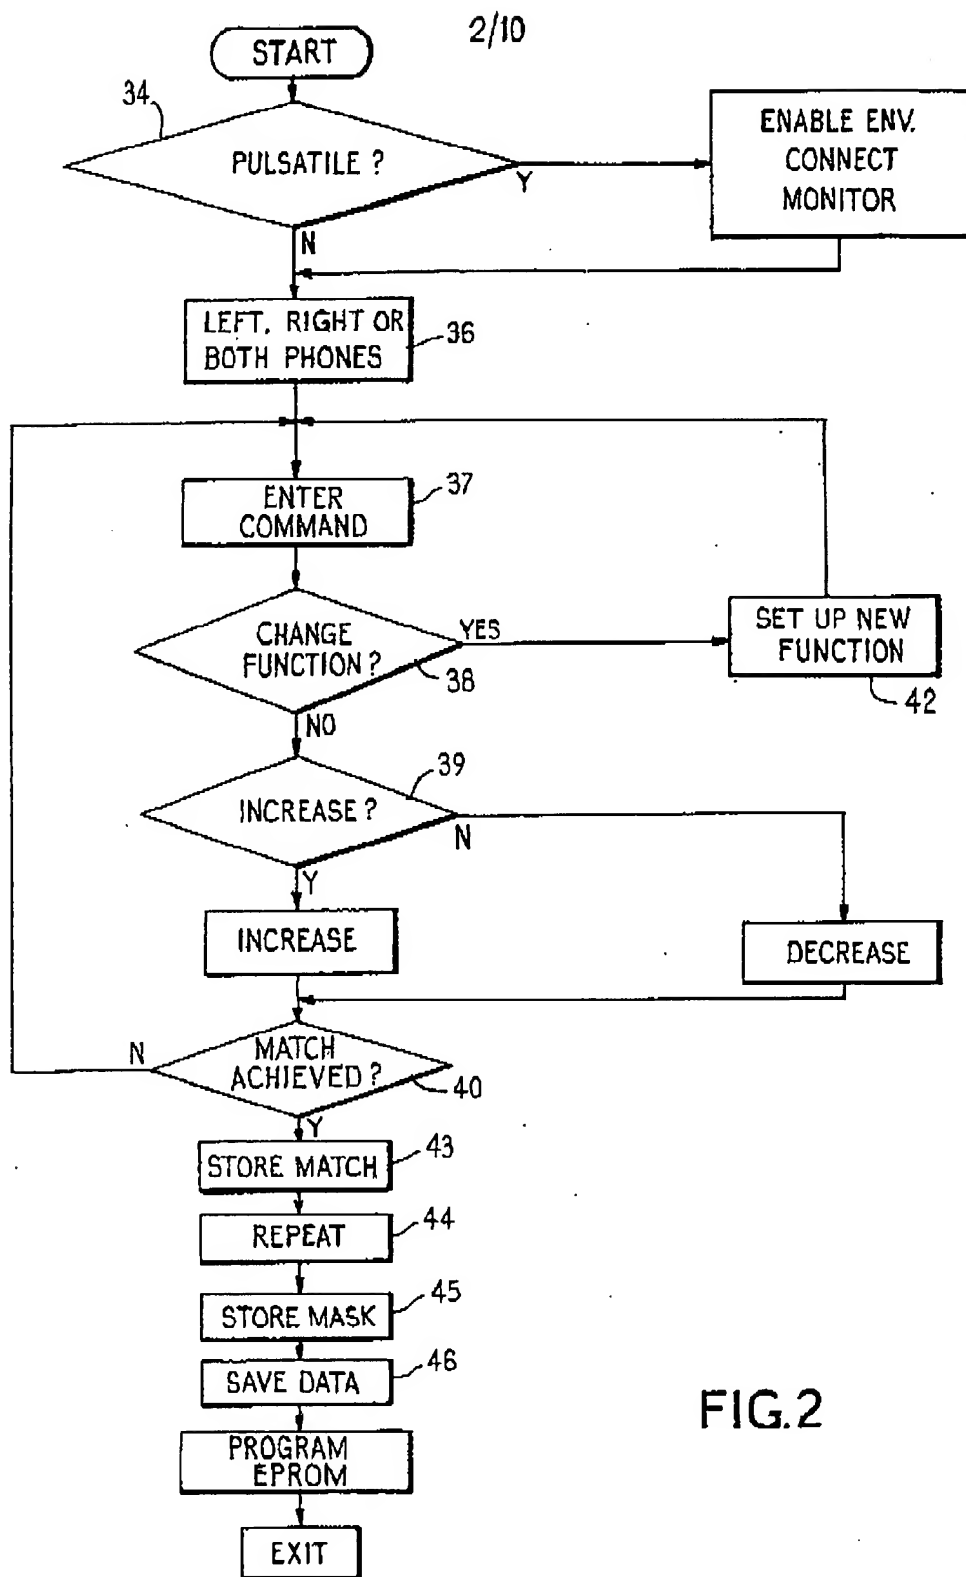 2/10
START
34
PULSATILE ?
Y
N
ENABLE ENV.
CONNECT
MONITOR
LEFT, RIGHT OR
BOTH PHONES
36
ENTER
COMMAND
37
CHANGE
FUNCTION ?
YES
38
NO
SET UP NEW
FUNCTION
42
39
INCREASE ?
N
Y
INCREASE
DECREASE
N
MATCH
ACHIEVED ?
40
Y
STORE MATCH
43
REPEAT
44
STORE MASK
45
SAVE DATA
46
PROGRAM
EPROM
EXIT
FIG.2